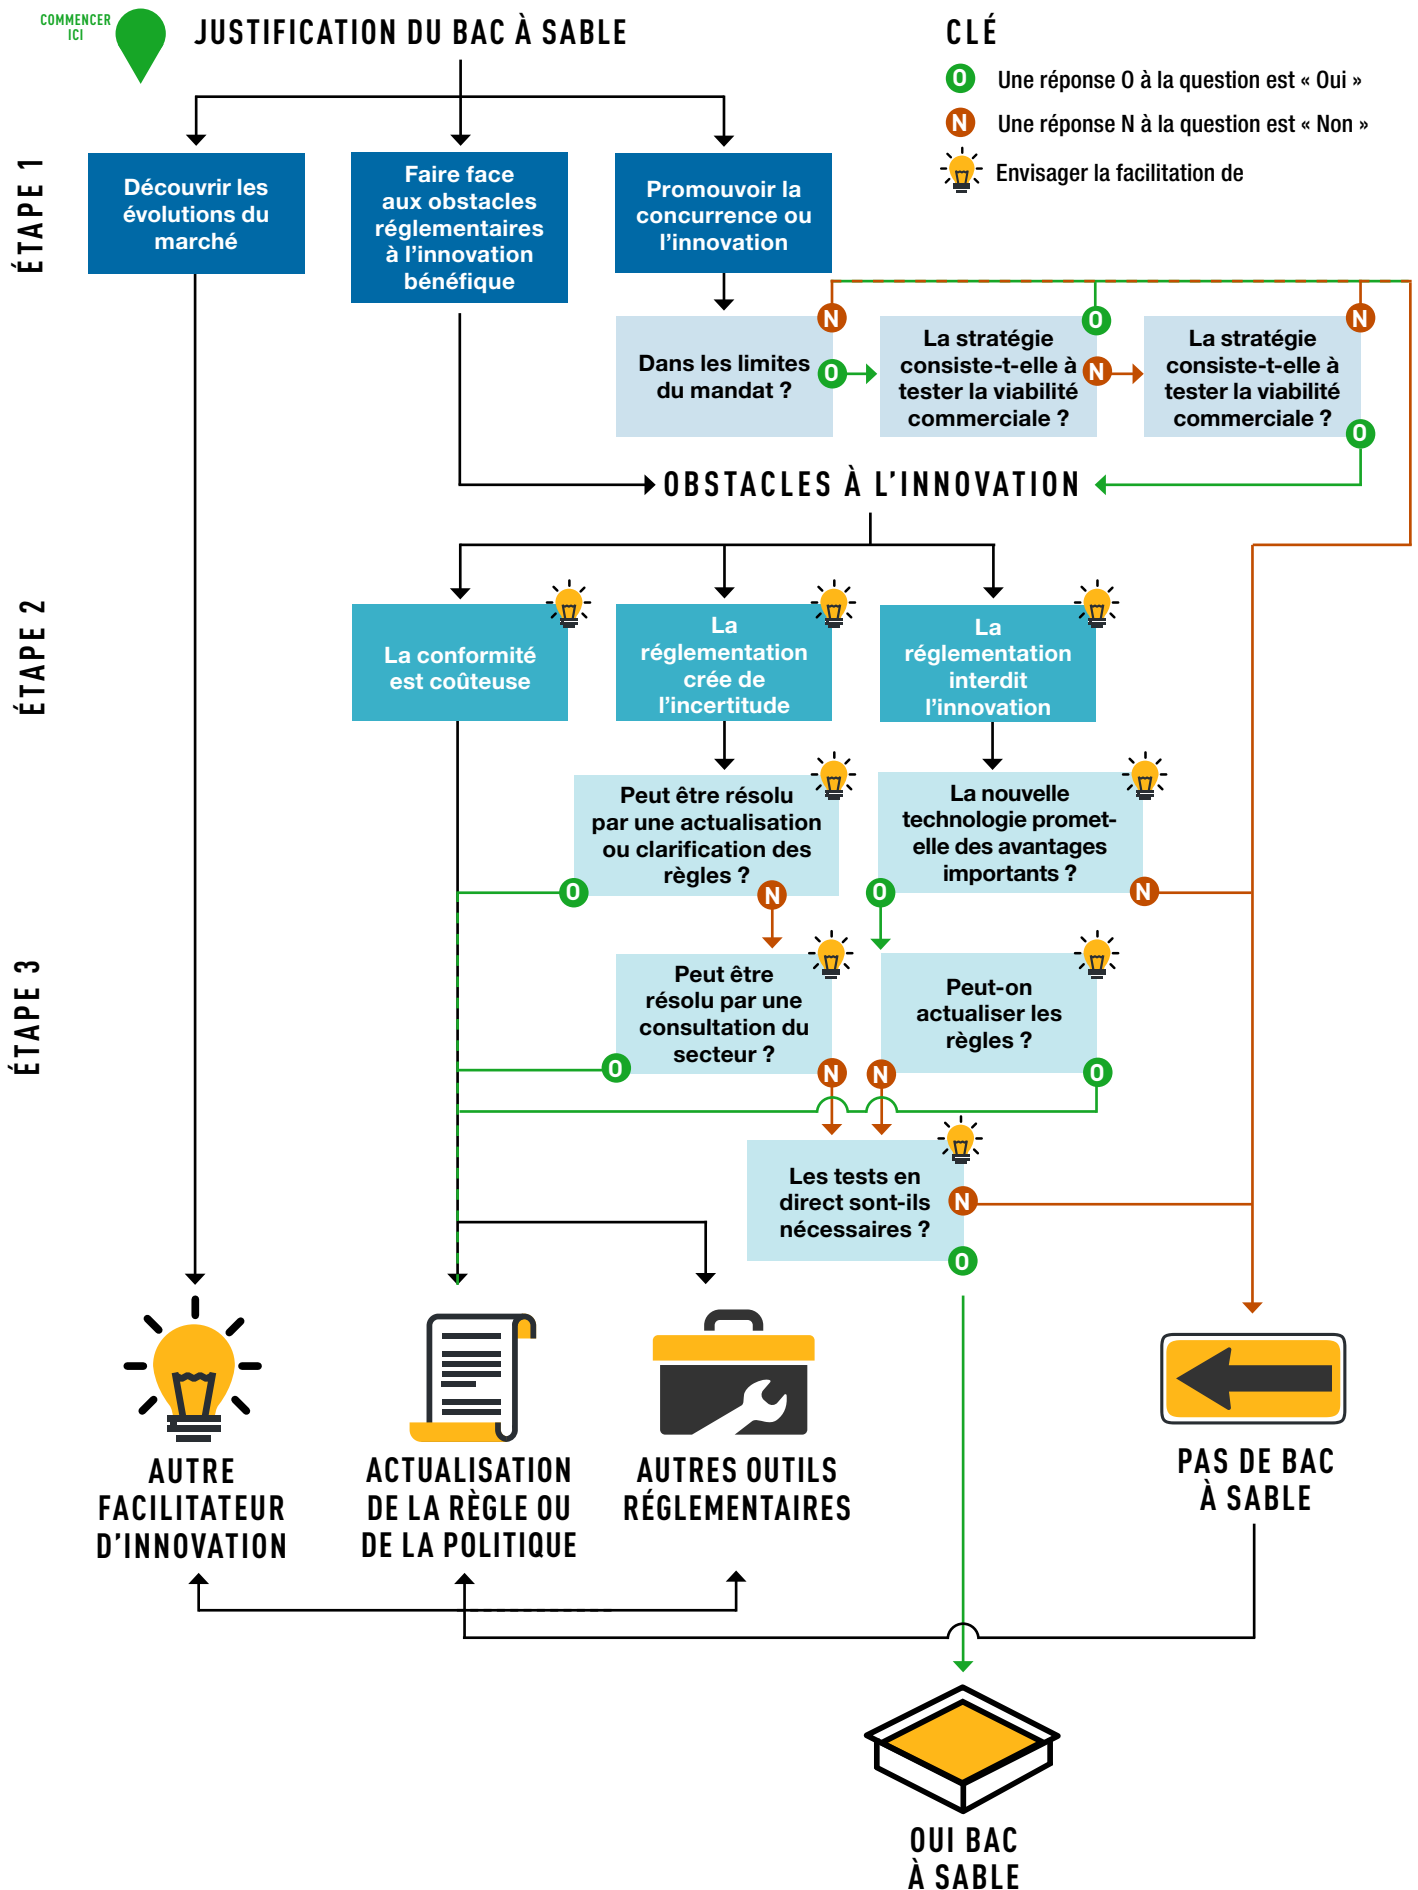 COMMENCER
ICI
JUSTIFICATION DU BAC À SABLE
CLÉ
O Une réponse O à la question est « Oui »
N Une réponse N à la question est « Non »
Envisager la facilitation de
ÉTAPE 1
Découvrir les
évolutions du
marché
Faire face
aux obstacles
réglementaires
à l’innovation
bénéfique
Promouvoir la
concurrence ou
l’innovation
Dans les limites
du mandat ?
N
O
La stratégie
consiste-t-elle à
tester la viabilité
commerciale ?
O
N
La stratégie
consiste-t-elle à
tester la viabilité
commerciale ?
N
O
OBSTACLES À L’INNOVATION
ÉTAPE 2
La conformité
est coûteuse
La
réglementation
crée de
l’incertitude
La
réglementation
interdit
l’innovation
ÉTAPE 3
Peut être résolu
par une actualisation
ou clarification des
règles ?
O
N
La nouvelle
technologie promet-
elle des avantages
importants ?
O
N
Peut être
résolu par une
consultation du
secteur ?
O
N
Peut-on
actualiser les
règles ?
N
O
Les tests en
direct sont-ils
nécessaires ?
N
O
AUTRE
FACILITATEUR
D’INNOVATION
ACTUALISATION
DE LA RÈGLE OU
DE LA POLITIQUE
AUTRES OUTILS
RÉGLEMENTAIRES
PAS DE BAC
À SABLE
OUI BAC
À SABLE